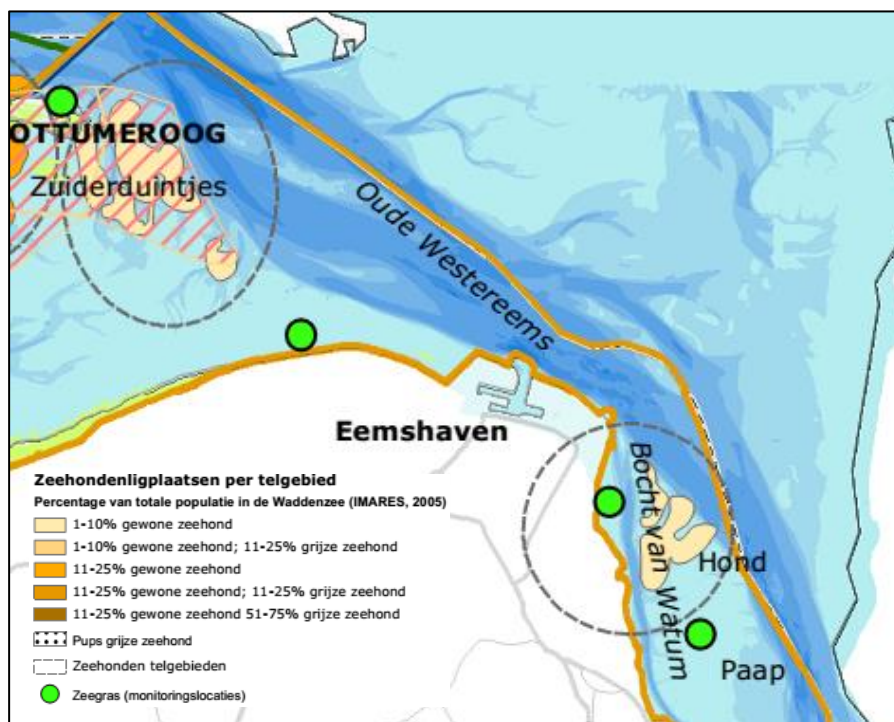 OTTUMEROOG
Zuiderduintjes
Oude Westereems
Eemshaven
Bocht van Watum
Hond
Paap
Zeehondenligplaatsen per telgebied
Percentage van totale populatie in de Waddenzee (IMARES, 2005)
1-10% gewone zeehond
1-10% gewone zeehond; 11-25% grijze zeehond
11-25% gewone zeehond
11-25% gewone zeehond; 11-25% grijze zeehond
11-25% gewone zeehond 51-75% grijze zeehond
Pups grijze zeehond
Zeehonden telgebieden
Zeegras (monitoringslocaties)